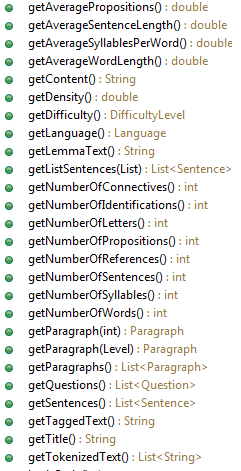 getAveragePropositions() : double
getAverageSentenceLength() : double
getAverageSyllablesPerWord() : double
getAverageWordLength() : double
getContent() : String
getDensity() : double
getDifficulty() : DifficultyLevel
getLanguage() : Language
getLemmaText() : String
getListSentences(List) : List<Sentence>
getNumberOfConnectives() : int
getNumberOfIdentifications() : int
getNumberOfLetters() : int
getNumberOfPropositions() : int
getNumberOfReferences() : int
getNumberOfSentences() : int
getNumberOfSyllables() : int
getNumberOfWords() : int
getParagraph(int) : Paragraph
getParagraph(Level) : Paragraph
getParagraphs() : List<Paragraph>
getQuestions() : List<Question>
getSentences() : List<Sentence>
getTaggedText() : String
getTitle() : String
getTokenizedText() : List<String>